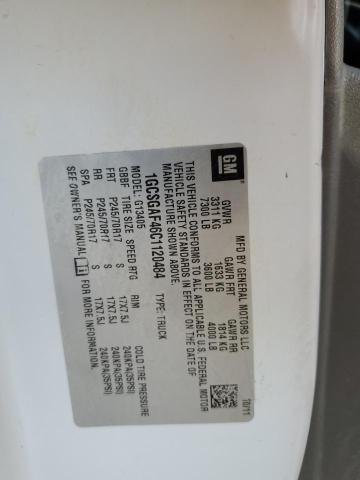 GM
MFD BY GENERAL MOTORS LLC
10/11
GVWR GAWR FRT GAWR RR
3311 KG 1633 KG 1814 KG
7300 LB 3600 LB 4000 LB
THIS VEHICLE CONFORMS TO ALL APPLICABLE U.S. FEDERAL MOTOR
VEHICLE SAFETY STANDARDS IN EFFECT ON THE DATE OF
MANUFACTURE SHOWN ABOVE.
1GCSGAF46C1120484 TYPE: TRUCK
MODEL: G13405
GBBF TIRE SIZE SPEED RTG RIM COLD TIRE PRESSURE
FRT P245/70R17 S 17X7.5J 240KPA(35PSI)
RR P245/70R17 S 17X7.5J 240KPA(35PSI)
SPA P245/70R17 S 17X7.5J 240KPA(35PSI)
SEE OWNER'S MANUAL FOR MORE INFORMATION.